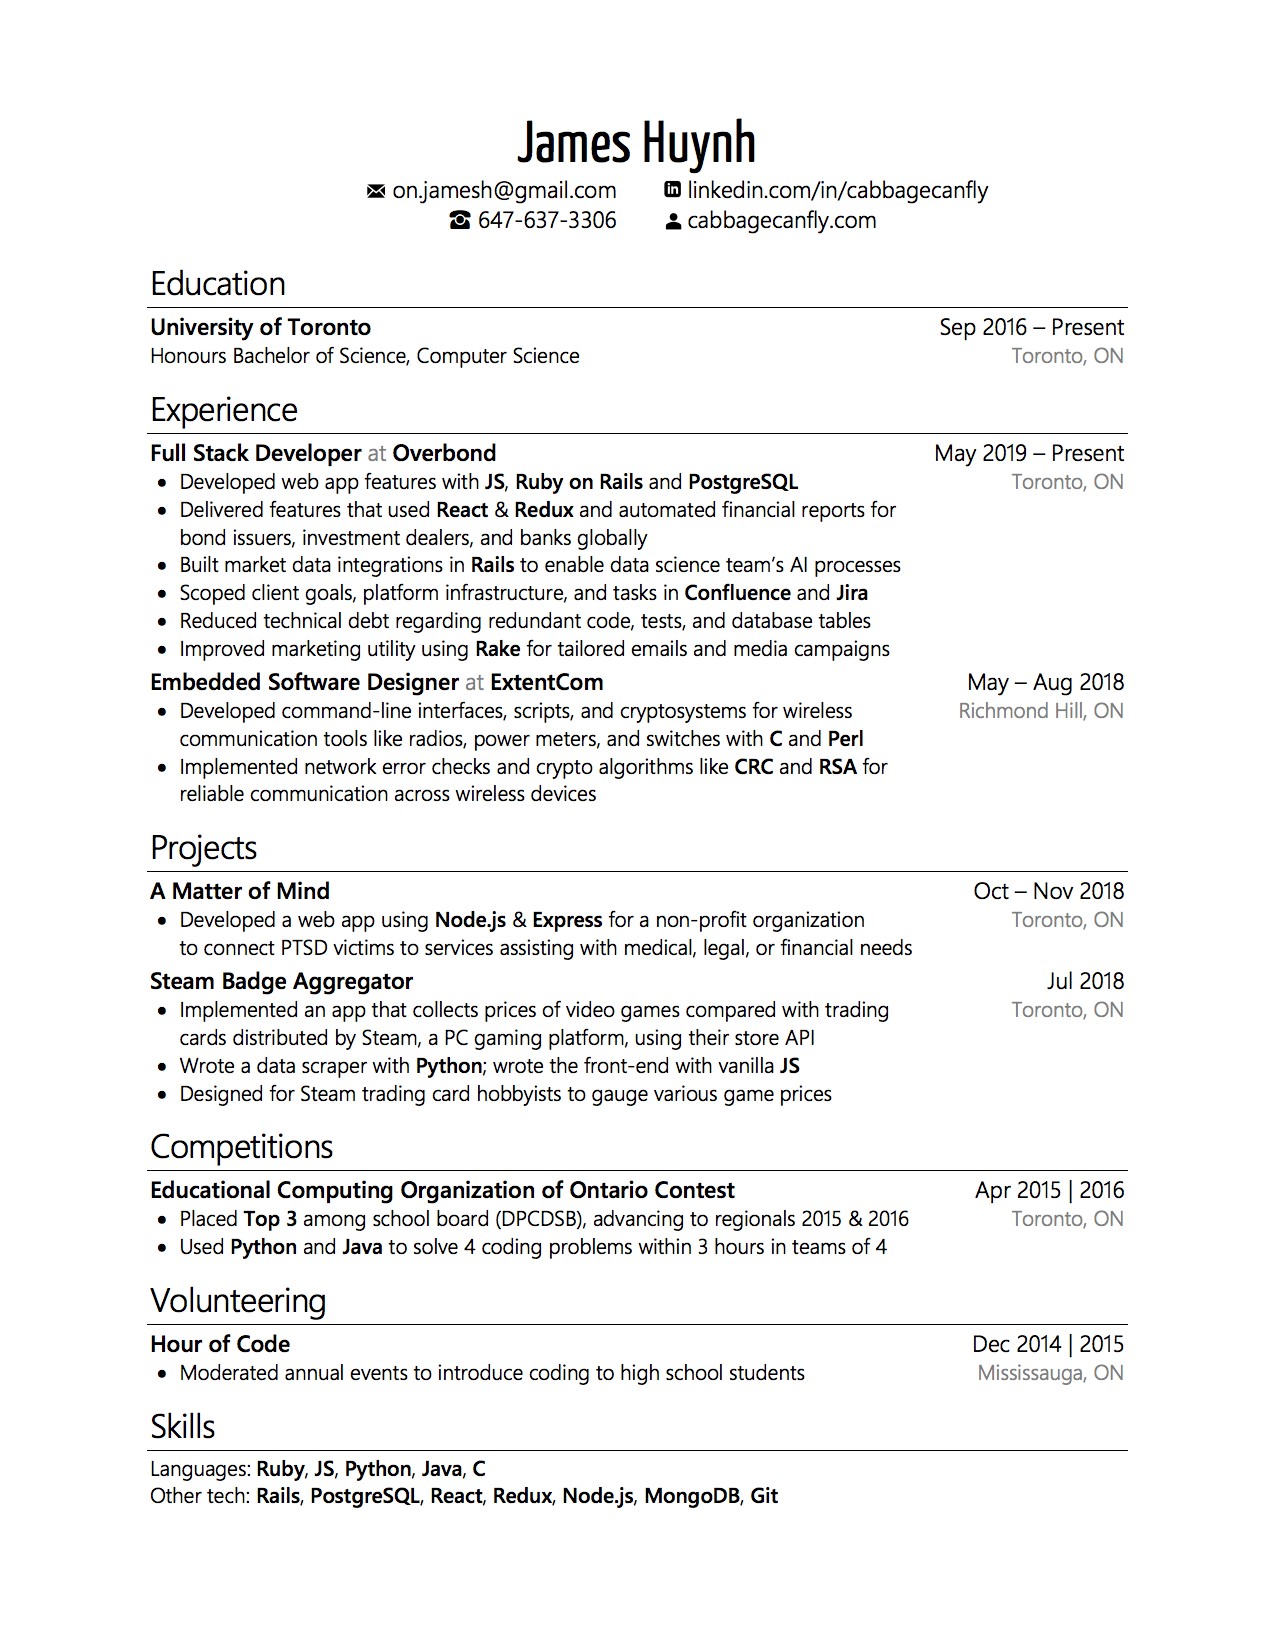 James Huynh
on.jamesh@gmail.com linkedin.com/in/cabbagecanfly
647-637-3306 cabbagecanfly.com
Education
University of Toronto Sep 2016 – Present
Honours Bachelor of Science, Computer Science Toronto, ON
Experience
Full Stack Developer at Overbond May 2019 – Present
• Developed web app features with JS, Ruby on Rails and PostgreSQL Toronto, ON
• Delivered features that used React & Redux and automated financial reports for
bond issuers, investment dealers, and banks globally
• Built market data integrations in Rails to enable data science team's AI processes
• Scoped client goals, platform infrastructure, and tasks in Confluence and Jira
• Reduced technical debt regarding redundant code, tests, and database tables
• Improved marketing utility using Rake for tailored emails and media campaigns
Embedded Software Designer at ExtentCom May – Aug 2018
• Developed command-line interfaces, scripts, and cryptosystems for wireless Richmond Hill, ON
communication tools like radios, power meters, and switches with C and Perl
• Implemented network error checks and crypto algorithms like CRC and RSA for
reliable communication across wireless devices
Projects
A Matter of Mind Oct – Nov 2018
• Developed a web app using Node.js & Express for a non-profit organization Toronto, ON
to connect PTSD victims to services assisting with medical, legal, or financial needs
Steam Badge Aggregator Jul 2018
• Implemented an app that collects prices of video games compared with trading Toronto, ON
cards distributed by Steam, a PC gaming platform, using their store API
• Wrote a data scraper with Python; wrote the front-end with vanilla JS
• Designed for Steam trading card hobbyists to gauge various game prices
Competitions
Educational Computing Organization of Ontario Contest Apr 2015 | 2016
• Placed Top 3 among school board (DPCDSB), advancing to regionals 2015 & 2016 Toronto, ON
• Used Python and Java to solve 4 coding problems within 3 hours in teams of 4
Volunteering
Hour of Code Dec 2014 | 2015
• Moderated annual events to introduce coding to high school students Mississauga, ON
Skills
Languages: Ruby, JS, Python, Java, C
Other tech: Rails, PostgreSQL, React, Redux, Node.js, MongoDB, Git